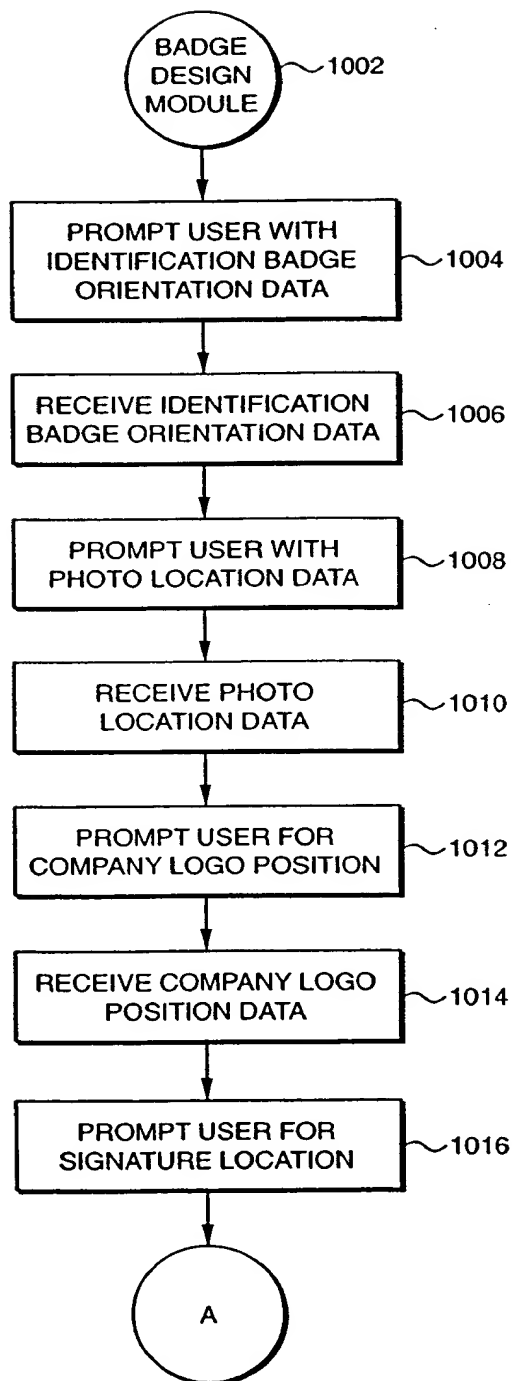 BADGE
DESIGN
MODULE
1002
PROMPT USER WITH
IDENTIFICATION BADGE
ORIENTATION DATA
1004
RECEIVE IDENTIFICATION
BADGE ORIENTATION DATA
1006
PROMPT USER WITH
PHOTO LOCATION DATA
1008
RECEIVE PHOTO
LOCATION DATA
1010
PROMPT USER FOR
COMPANY LOGO POSITION
1012
RECEIVE COMPANY LOGO
POSITION DATA
1014
PROMPT USER FOR
SIGNATURE LOCATION
1016
A